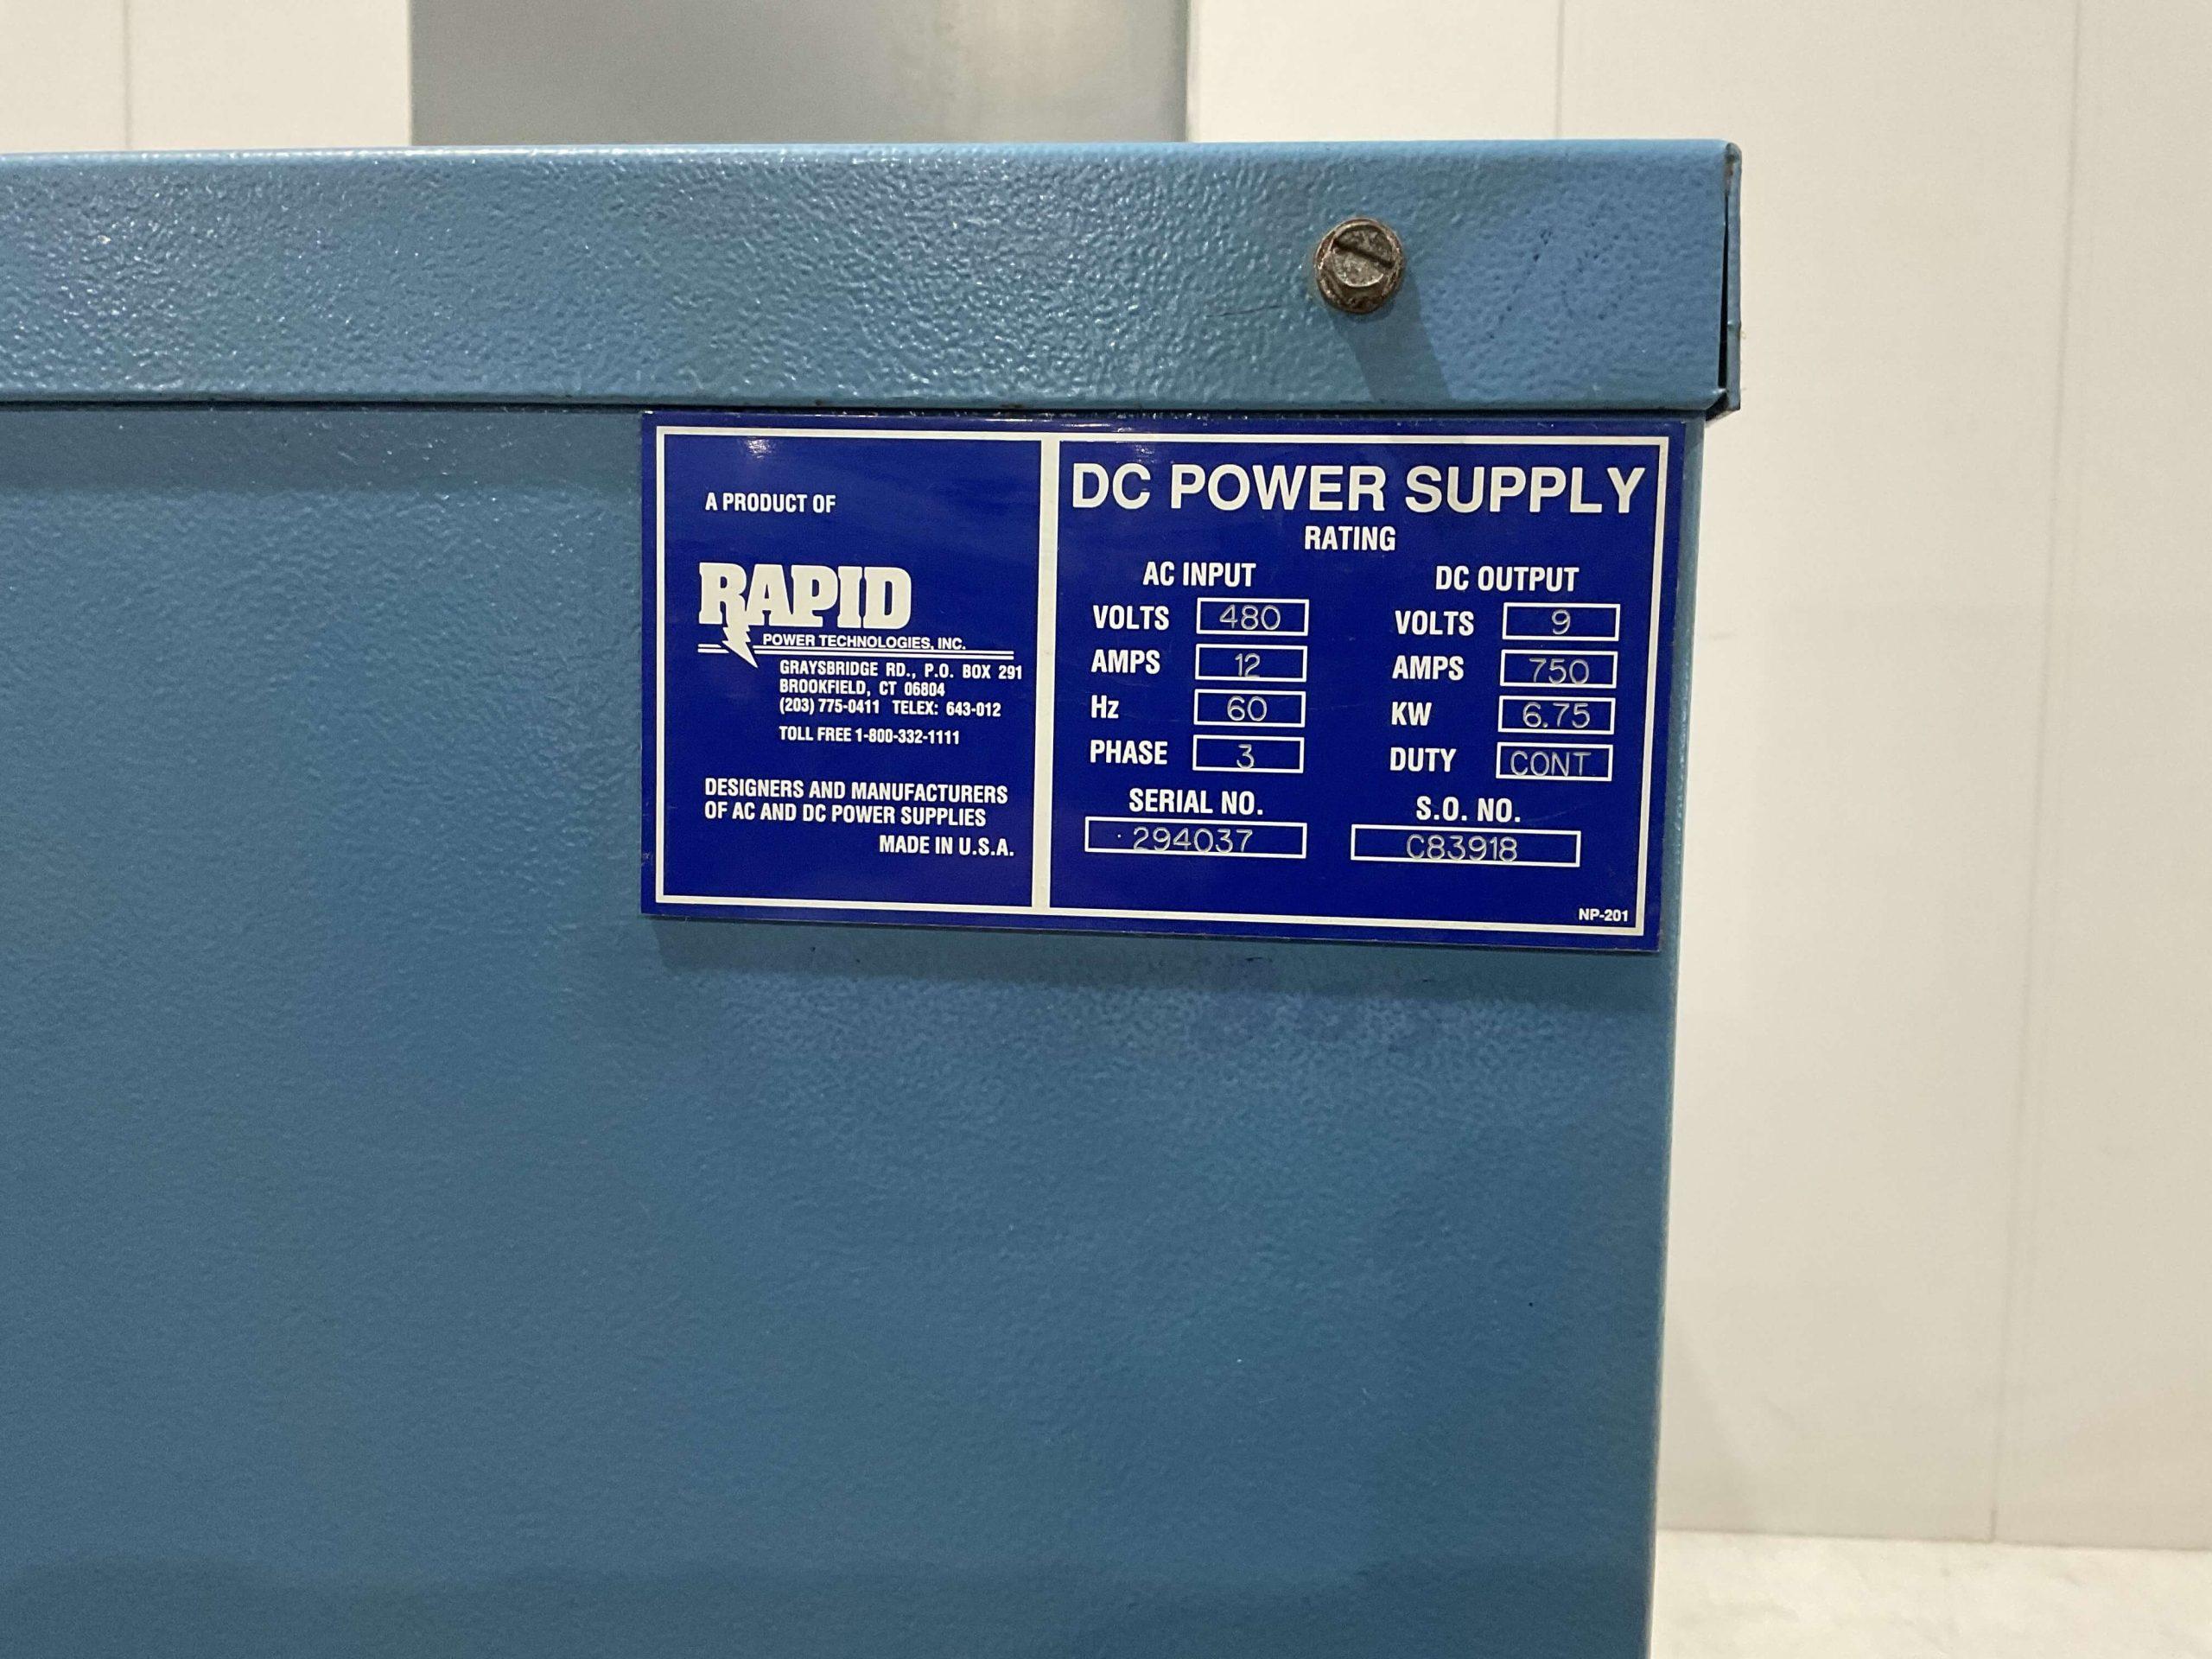 A PRODUCT OF
RAPID
POWER TECHNOLOGIES, INC.
GRAYSBRIDGE RD., P.O. BOX 291
BROOKFIELD, CT 06804
(203) 775-0411 TELEX: 643-012
TOLL FREE 1-800-332-1111
DESIGNERS AND MANUFACTURERS
OF AC AND DC POWER SUPPLIES
MADE IN U.S.A.
DC POWER SUPPLY
RATING
AC INPUT
VOLTS 480
AMPS 12
Hz 60
PHASE 3
SERIAL NO.
294037
DC OUTPUT
VOLTS 9
AMPS 750
KW 6.75
DUTY CONT
S.O. NO.
C83918
NP-201